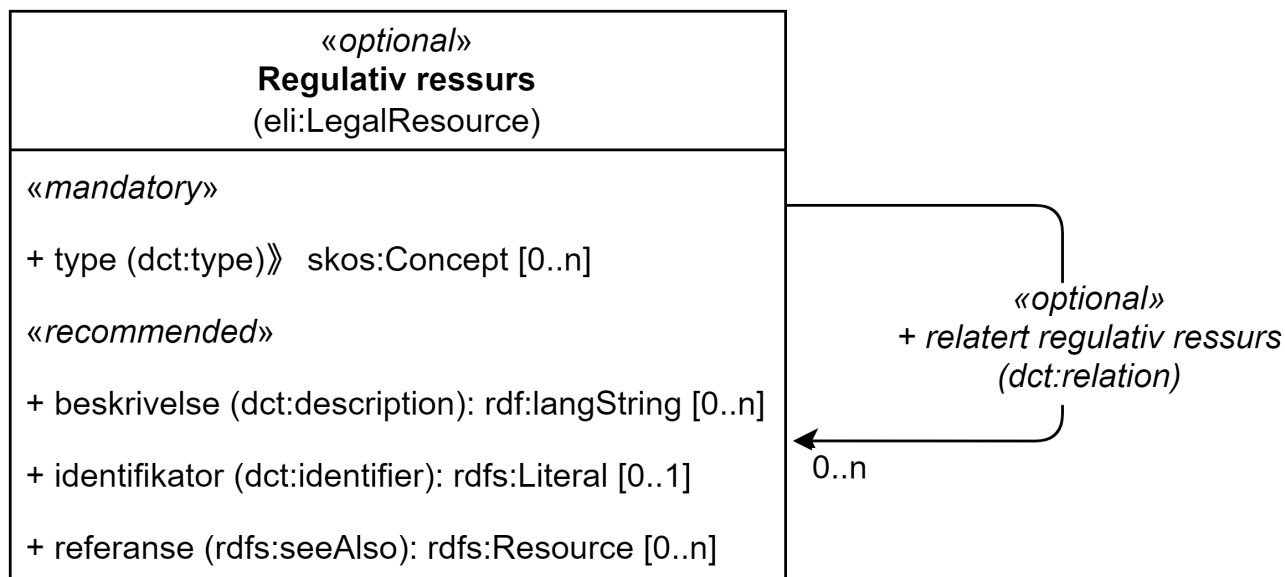 «optional»
Regulativ ressurs
(eli:LegalResource)
«mandatory»
+ type (dct:type)》 skos:Concept [0..n]
«recommended»
+ beskrivelse (dct:description): rdf:langString [0..n]
+ identifikator (dct:identifier): rdfs:Literal [0..1]
+ referanse (rdfs:seeAlso): rdfs:Resource [0..n]
«optional»
+ relatert regulativ ressurs
(dct:relation)
0..n